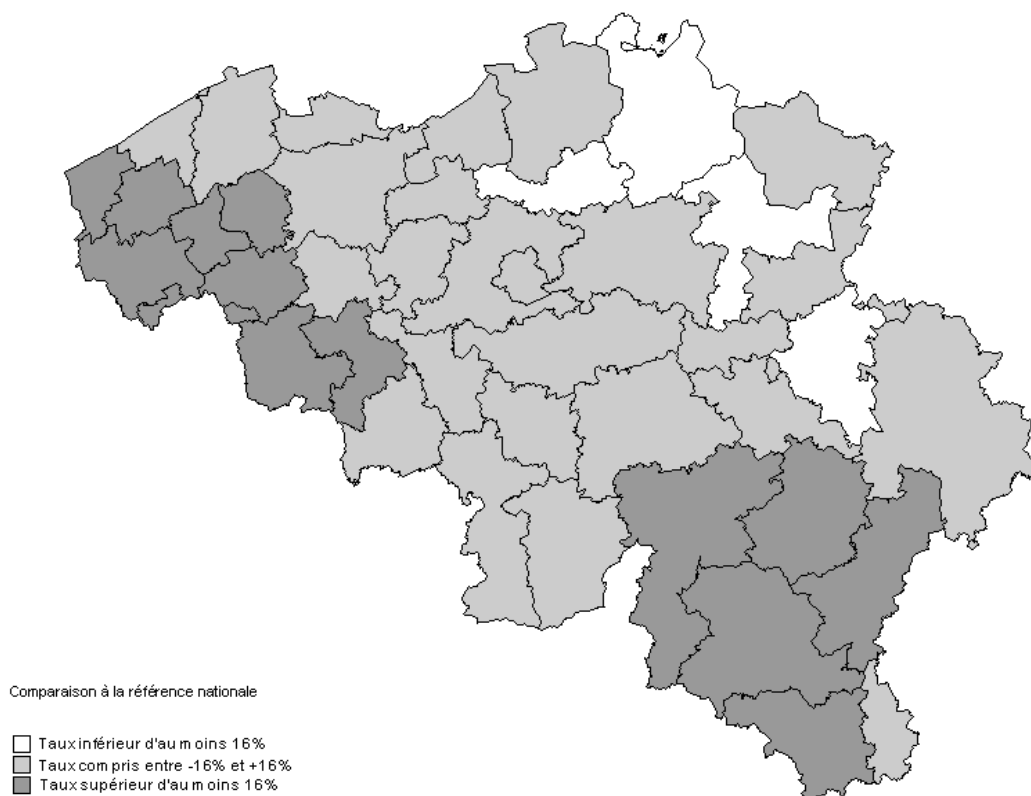 Comparaison à la référence nationale
Taux inférieur d'au moins 16%
Taux compris entre -16% et +16%
Taux supérieur d'au moins 16%